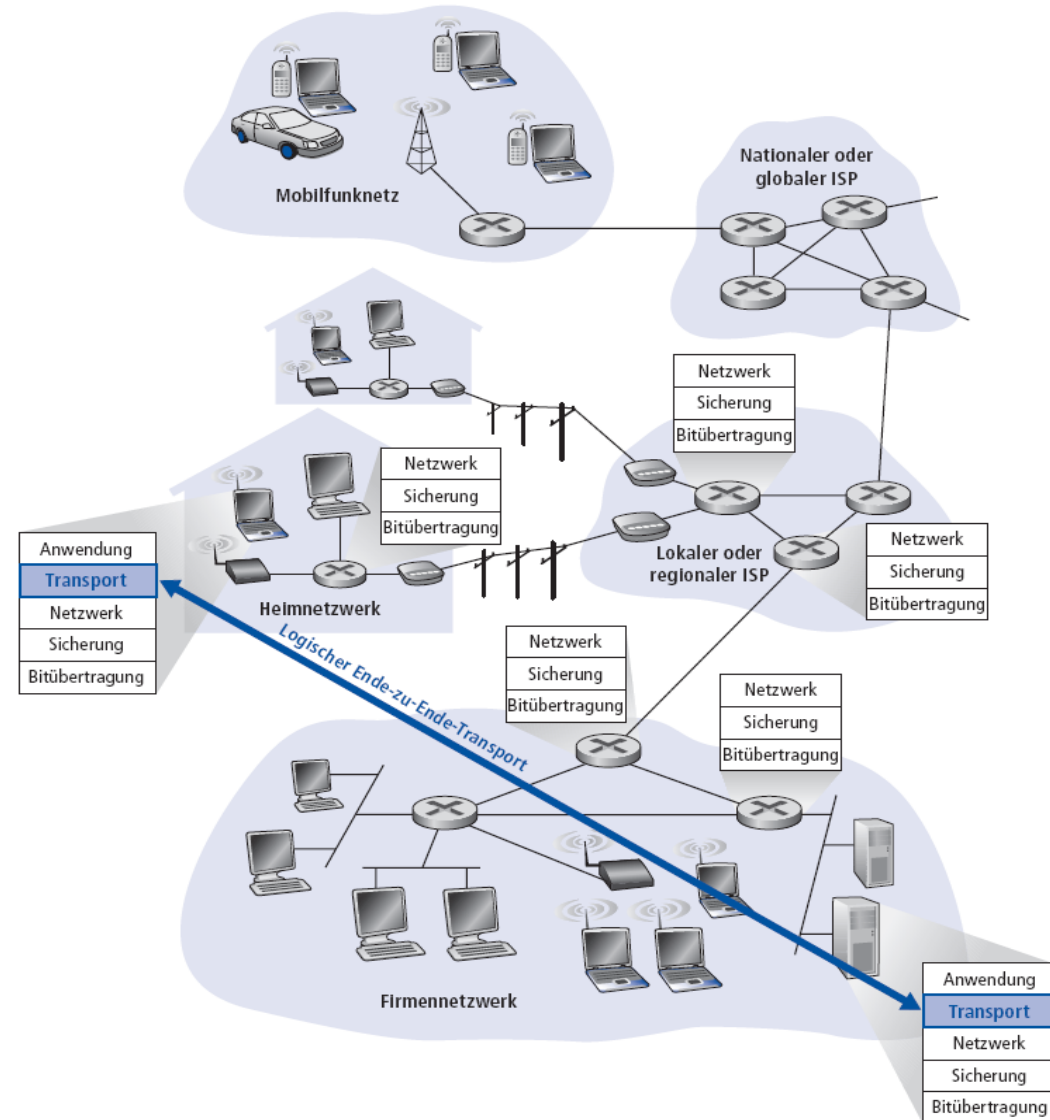 Mobilfunknetz
Nationaler oder
globaler ISP
Netzwerk
Sicherung
Bitübertragung
Netzwerk
Sicherung
Bitübertragung
Lokaler oder
regionaler ISP
Netzwerk
Sicherung
Bitübertragung
Anwendung
Transport
Netzwerk
Sicherung
Bitübertragung
Heimnetzwerk
Logischer Ende-zu-Ende-Transport
Netzwerk
Sicherung
Bitübertragung
Netzwerk
Sicherung
Bitübertragung
Firmennetzwerk
Anwendung
Transport
Netzwerk
Sicherung
Bitübertragung